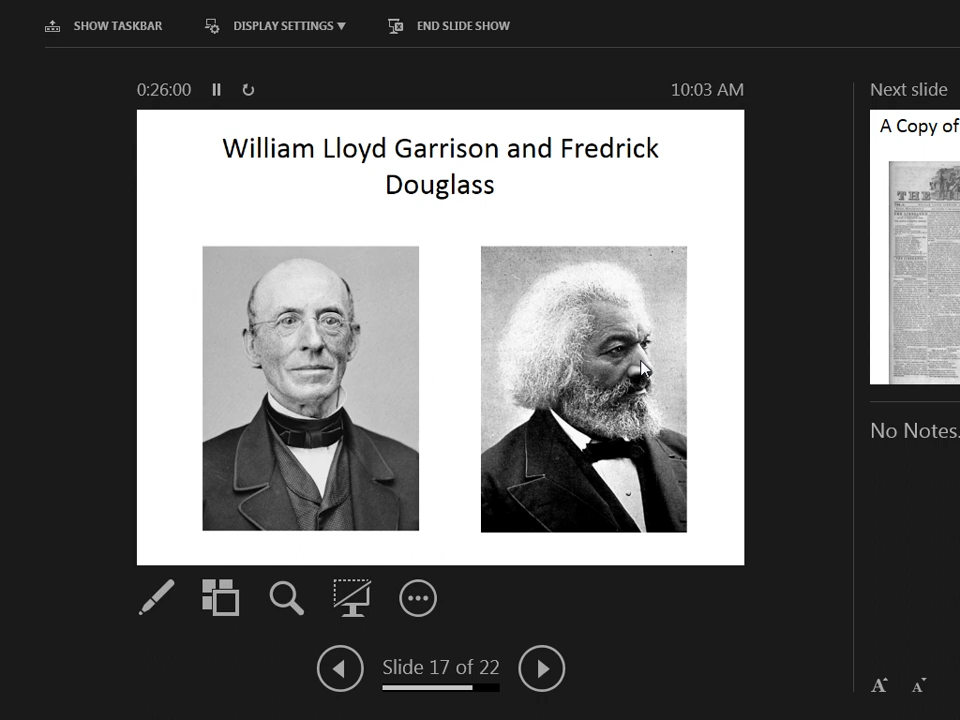 SHOW TASKBAR DISPLAY SETTINGS ▼ END SLIDE SHOW
0:26:00 10:03 AM
William Lloyd Garrison and Fredrick
Douglass
Slide 17 of 22
Next slide
A Copy of
THE
No Notes.
A A